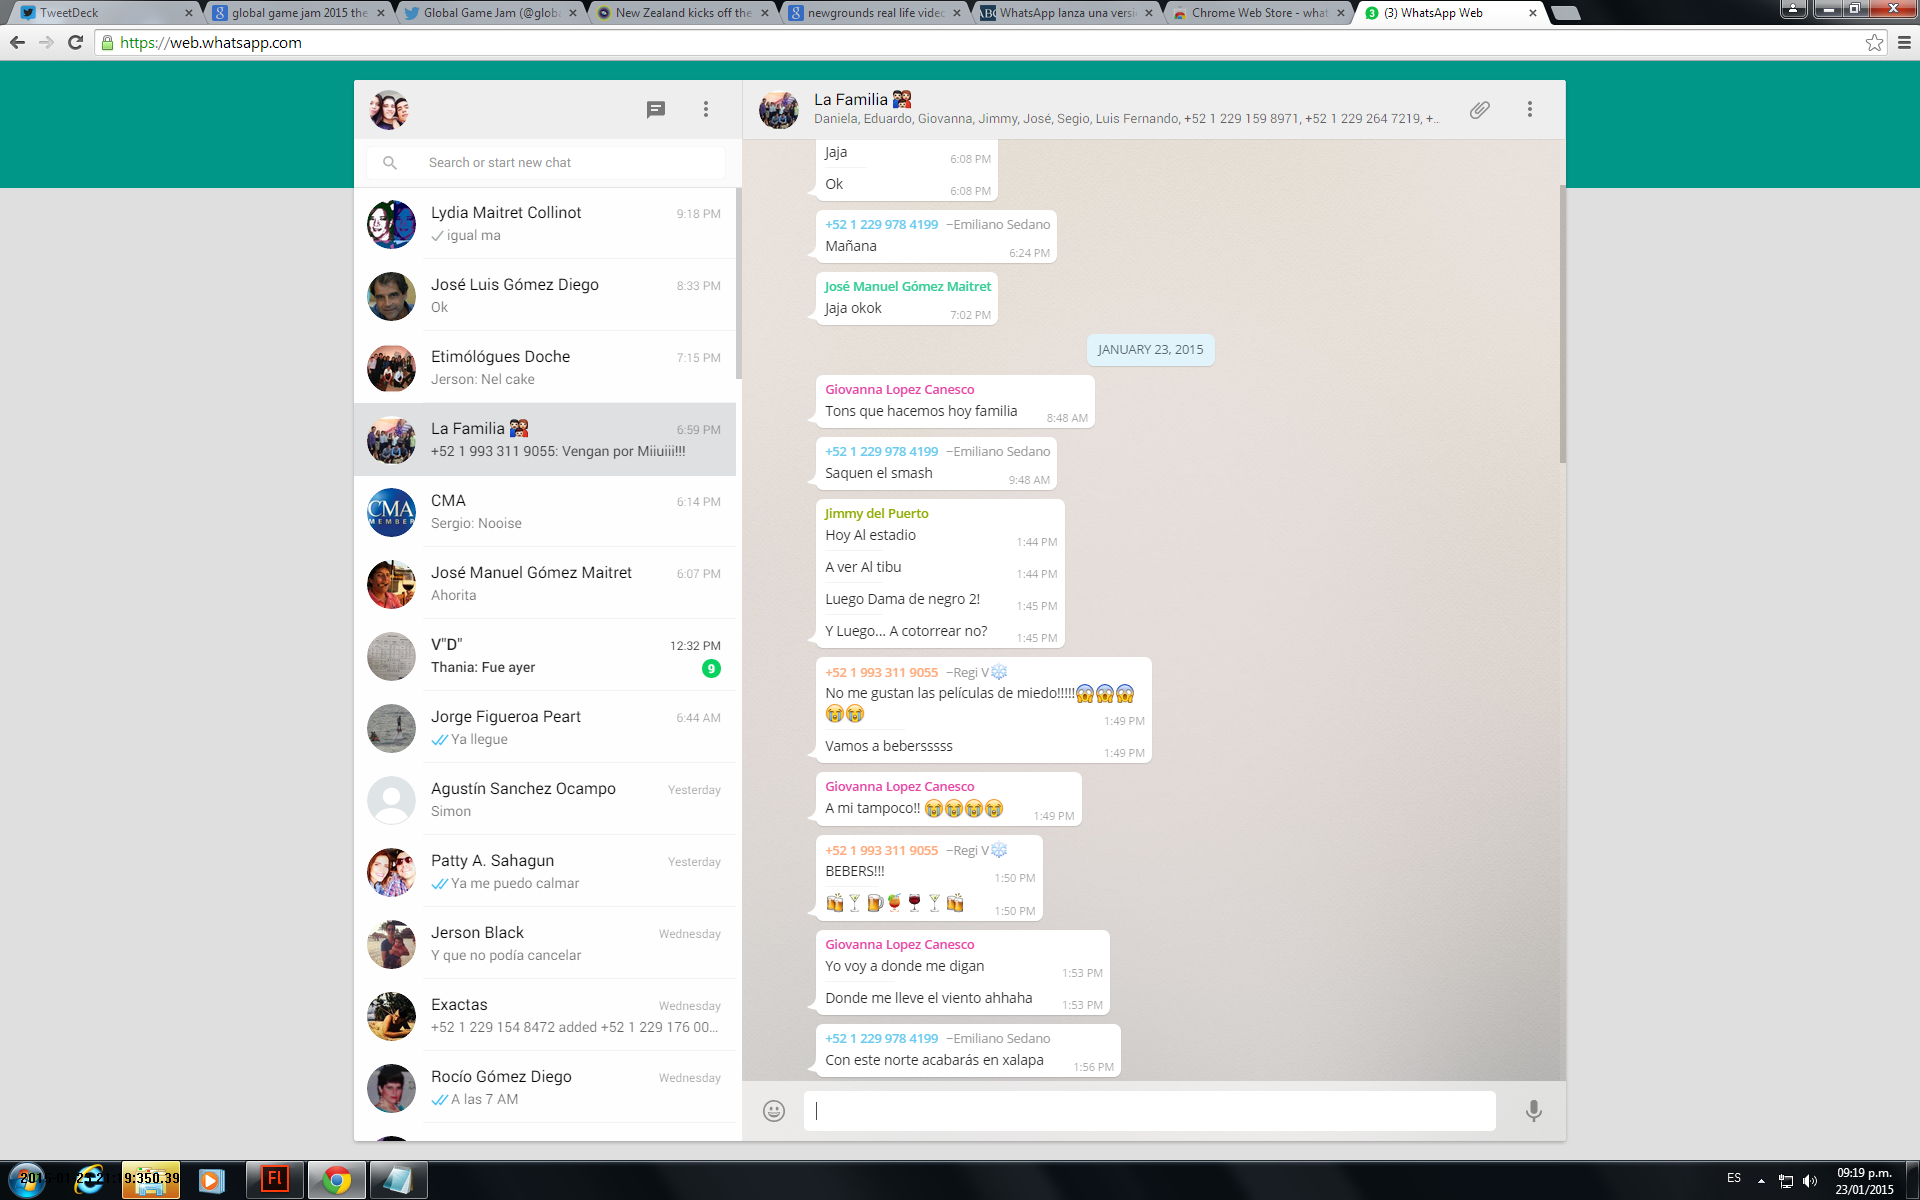 TweetDeck
global game jam 2015 the
Global Game Jam (@globa
New Zealand kicks off the
newgrounds real life video
WhatsApp lanza una versi
Chrome Web Store - what
(3) WhatsApp Web
https://web.whatsapp.com
Search or start new chat
Lydia Maitret Collinot 9:18 PM
igual ma
José Luis Gómez Diego 8:33 PM
Ok
Etimólógues Doche 7:15 PM
Jerson: Nel cake
La Familia 6:59 PM
+52 1 993 311 9055: Vengan por Miiuiii!!!
CMA 6:14 PM
Sergio: Nooise
CMA
MEMBER
José Manuel Gómez Maitret 6:07 PM
Ahorita
V"D" 12:32 PM
Thania: Fue ayer 9
Jorge Figueroa Peart 6:44 AM
Ya llegue
Agustín Sanchez Ocampo Yesterday
Simon
Patty A. Sahagun Yesterday
Ya me puedo calmar
Jerson Black Wednesday
Y que no podía cancelar
Exactas Wednesday
+52 1 229 154 8472 added +52 1 229 176 00...
Rocío Gómez Diego Wednesday
A las 7 AM
La Familia
Daniela, Eduardo, Giovanna, Jimmy, José, Segio, Luis Fernando, +52 1 229 159 8971, +52 1 229 264 7219, +...
Jaja 6:08 PM
Ok 6:08 PM
+52 1 229 978 4199 ~Emiliano Sedano
Mañana 6:24 PM
José Manuel Gómez Maitret
Jaja okok 7:02 PM
JANUARY 23, 2015
Giovanna Lopez Canesco
Tons que hacemos hoy familia 8:48 AM
+52 1 229 978 4199 ~Emiliano Sedano
Saquen el smash 9:48 AM
Jimmy del Puerto
Hoy Al estadio 1:44 PM
A ver Al tibu 1:44 PM
Luego Dama de negro 2! 1:45 PM
Y Luego... A cotorrear no? 1:45 PM
+52 1 993 311 9055 ~Regi V❄️
No me gustan las películas de miedo!!!!!😱😱😱
😭😭 1:49 PM
Vamos a bebersssss 1:49 PM
Giovanna Lopez Canesco
A mi tampoco!! 😭😭😭😭 1:49 PM
+52 1 993 311 9055 ~Regi V❄️
BEBERS!!! 1:50 PM
🍻🍸🍺🍹🍷🍸🍻 1:50 PM
Giovanna Lopez Canesco
Yo voy a donde me digan 1:53 PM
Donde me lleve el viento ahhaha 1:53 PM
+52 1 229 978 4199 ~Emiliano Sedano
Con este norte acabarás en xalapa 1:56 PM
Fl
ES
09:19 p.m.
23/01/2015